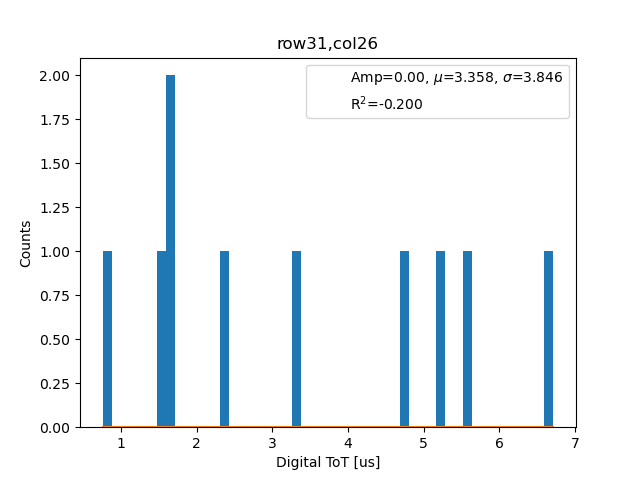 row31,col26
Amp=0.00, μ=3.358, σ=3.846
R²=-0.200
2.00
1.75
1.50
1.25
1.00
0.75
0.50
0.25
0.00
Counts
1 2 3 4 5 6 7
Digital ToT [us]